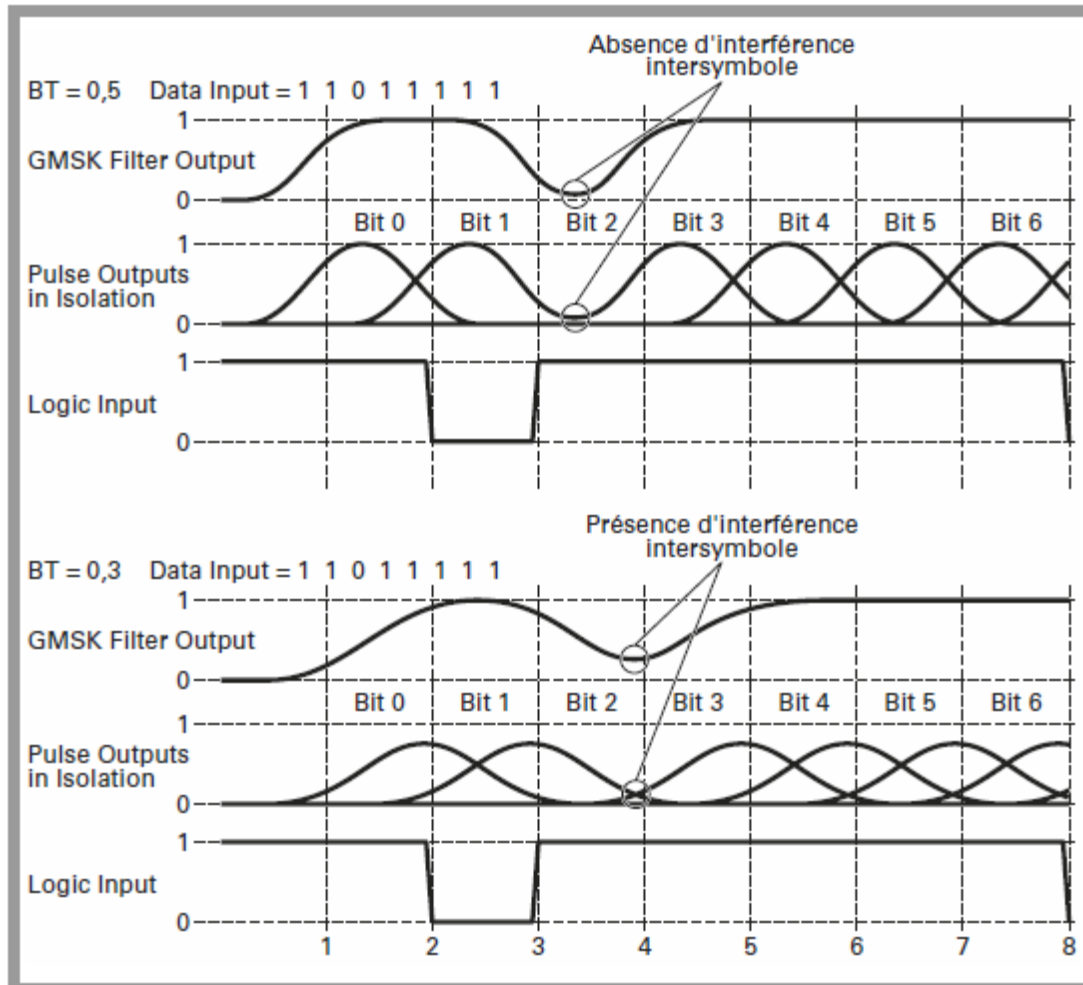 Absence d'interférence
intersymbole
BT = 0,5 Data Input = 1 1 0 1 1 1 1 1
1
GMSK Filter Output
0
Bit 0 Bit 1 Bit 2 Bit 3 Bit 4 Bit 5 Bit 6
1
Pulse Outputs
in Isolation
0
1
Logic Input
0
Présence d'interférence
intersymbole
BT = 0,3 Data Input = 1 1 0 1 1 1 1 1
1
GMSK Filter Output
0
Bit 0 Bit 1 Bit 2 Bit 3 Bit 4 Bit 5 Bit 6
1
Pulse Outputs
in Isolation
0
1
Logic Input
0
1 2 3 4 5 6 7 8